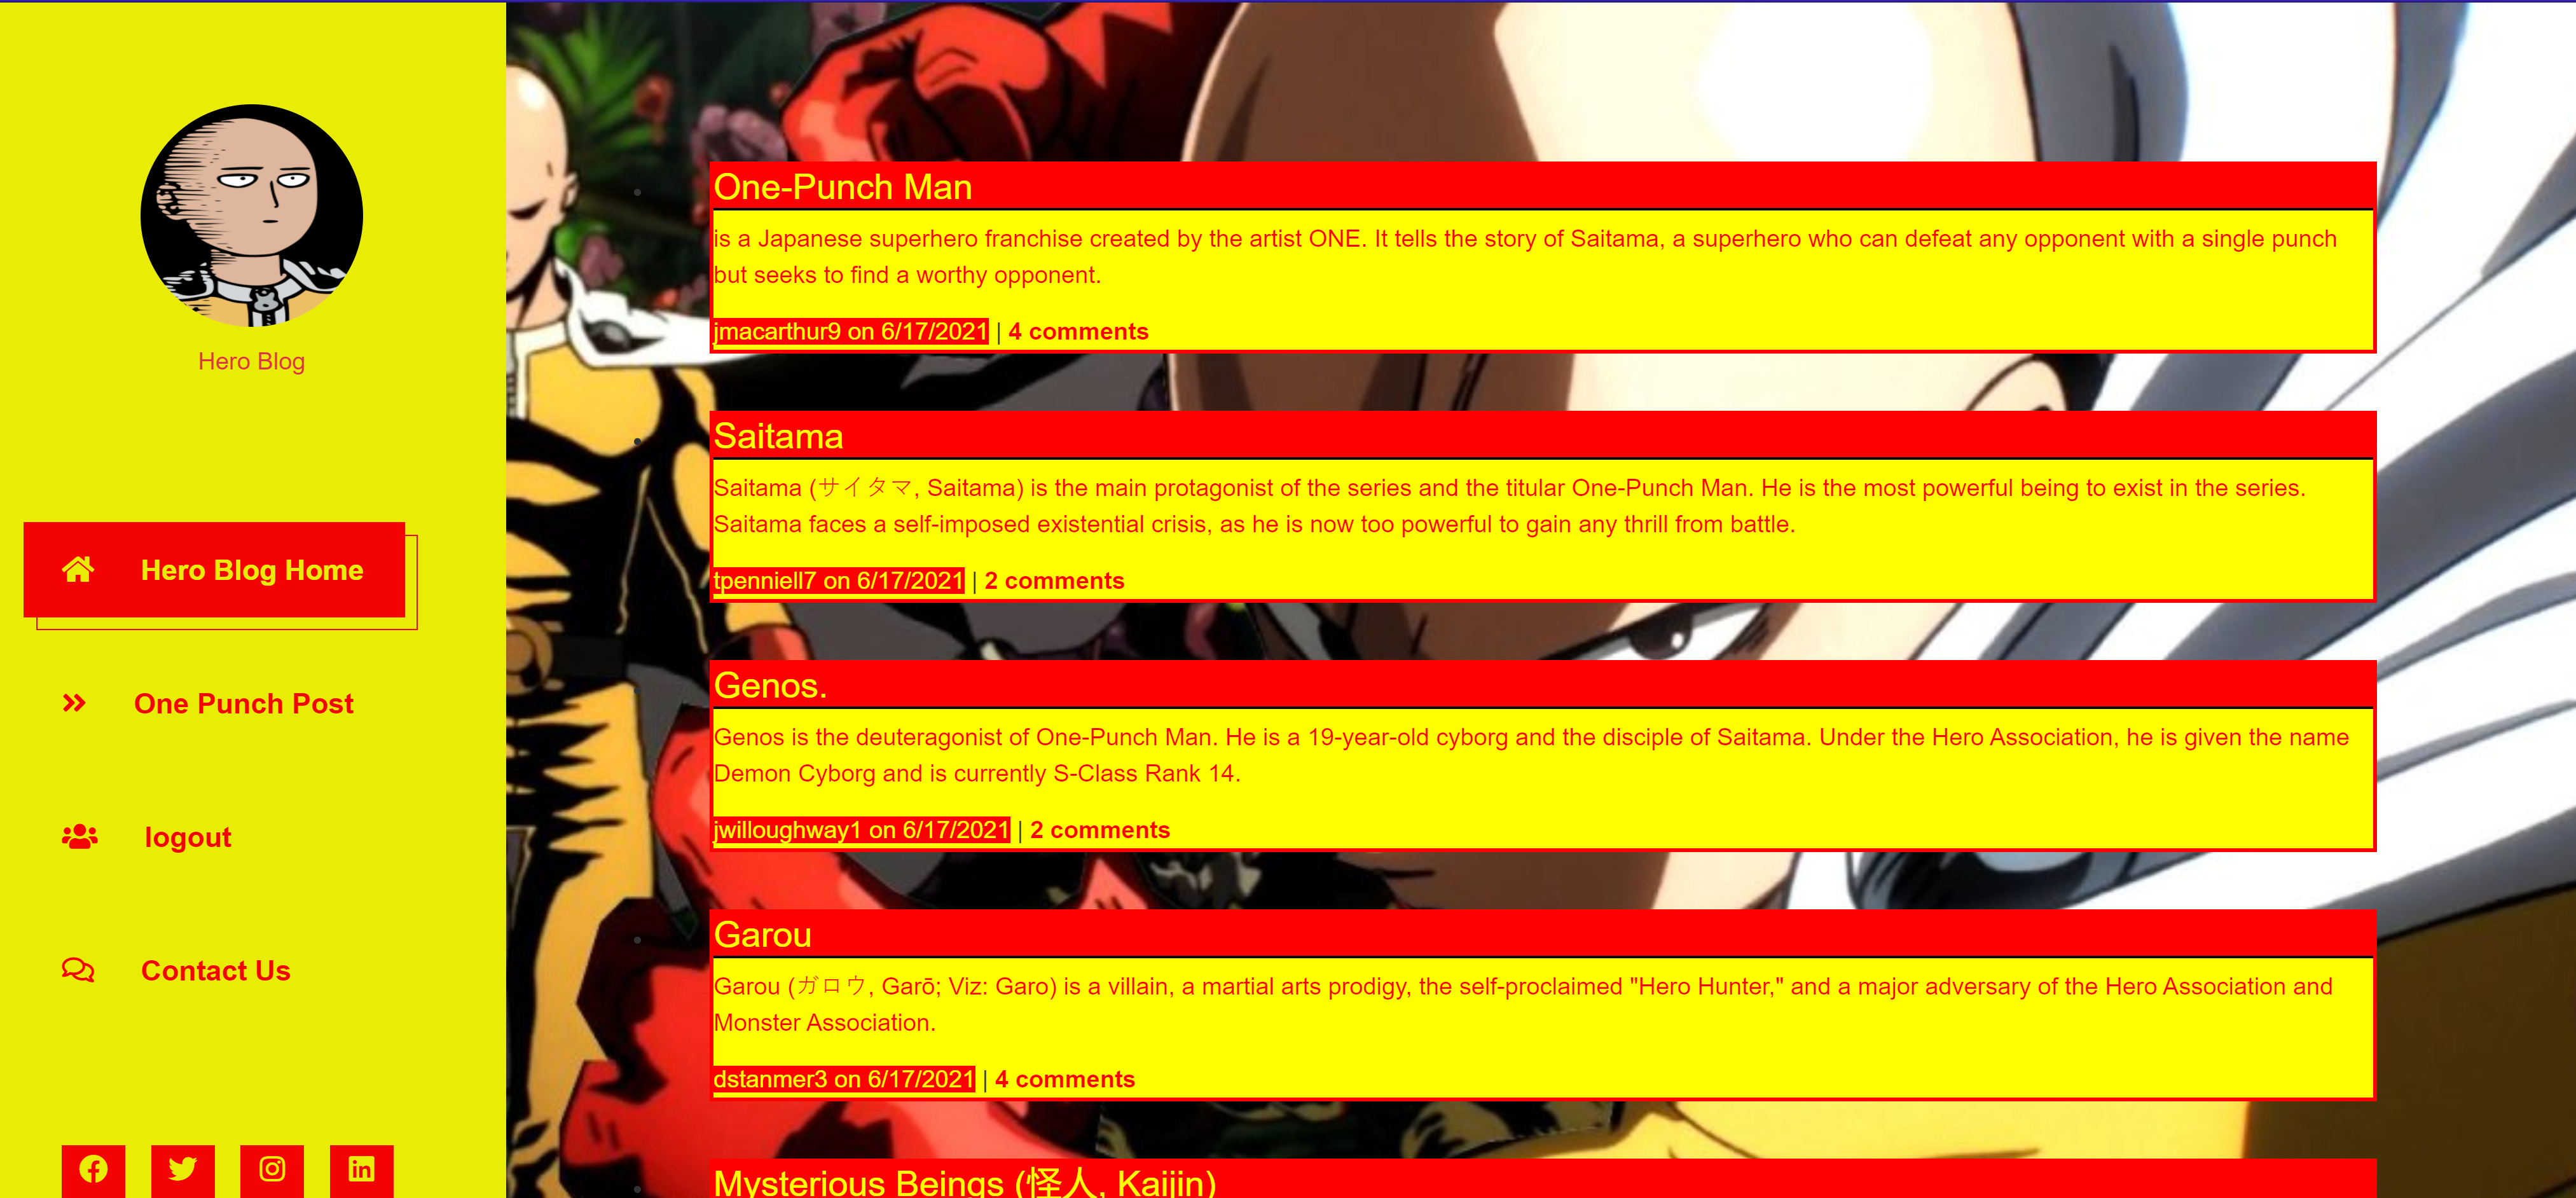 Hero Blog
Hero Blog Home
One Punch Post
logout
Contact Us
One-Punch Man
is a Japanese superhero franchise created by the artist ONE. It tells the story of Saitama, a superhero who can defeat any opponent with a single punch
but seeks to find a worthy opponent.
jmacarthur9 on 6/17/2021 | 4 comments
Saitama
Saitama (サイタマ, Saitama) is the main protagonist of the series and the titular One-Punch Man. He is the most powerful being to exist in the series.
Saitama faces a self-imposed existential crisis, as he is now too powerful to gain any thrill from battle.
tpenniell7 on 6/17/2021 | 2 comments
Genos.
Genos is the deuteragonist of One-Punch Man. He is a 19-year-old cyborg and the disciple of Saitama. Under the Hero Association, he is given the name
Demon Cyborg and is currently S-Class Rank 14.
jwilloughway1 on 6/17/2021 | 2 comments
Garou
Garou (ガロウ, Garō; Viz: Garo) is a villain, a martial arts prodigy, the self-proclaimed "Hero Hunter," and a major adversary of the Hero Association and
Monster Association.
dstanmer3 on 6/17/2021 | 4 comments
Mysterious Beings (怪人, Kaijin)